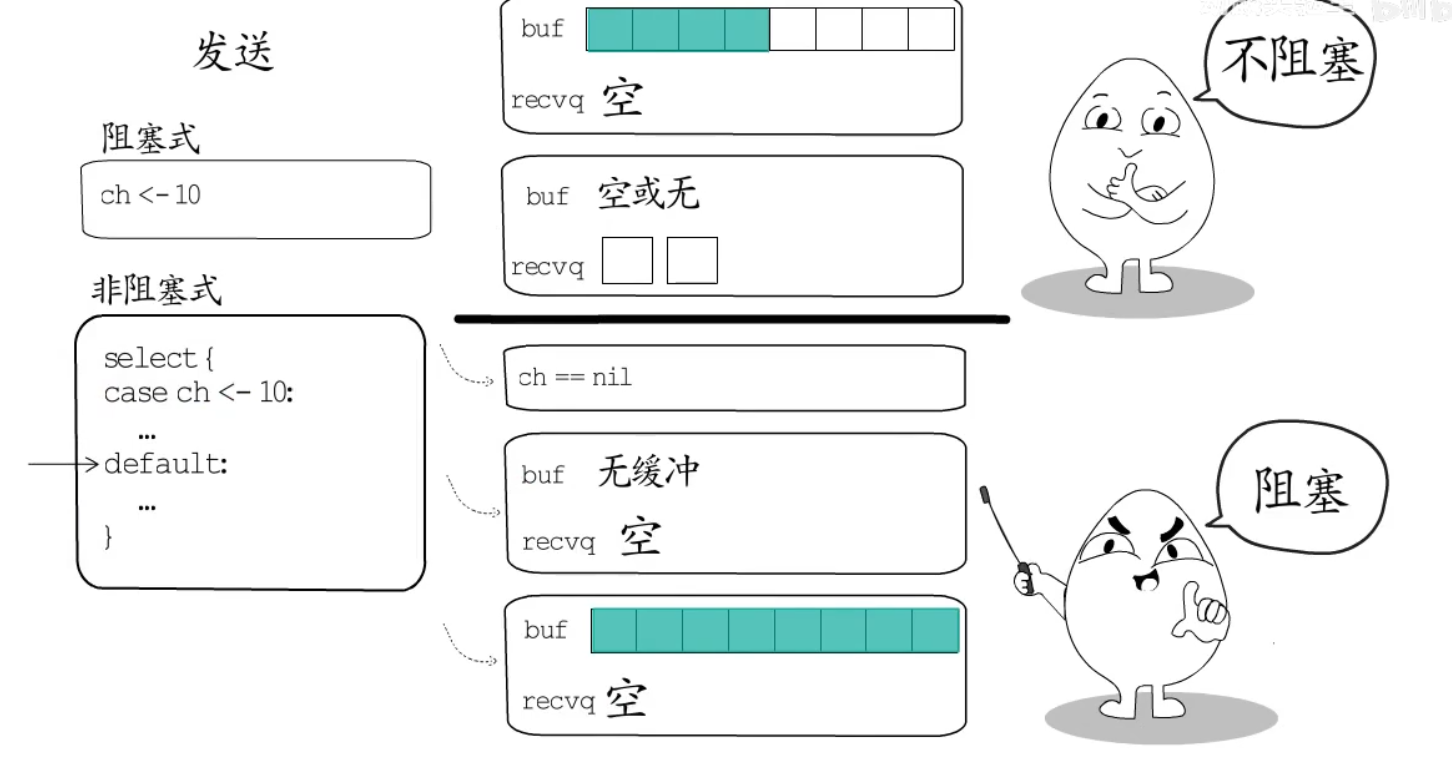 发送
阻塞式
ch <- 10
非阻塞式
select {
case ch <- 10:
...
default:
...
}
buf
recvq 空
不阻塞
buf 空或无
recvq
ch == nil
buf 无缓冲
recvq 空
阻塞
buf
recvq 空